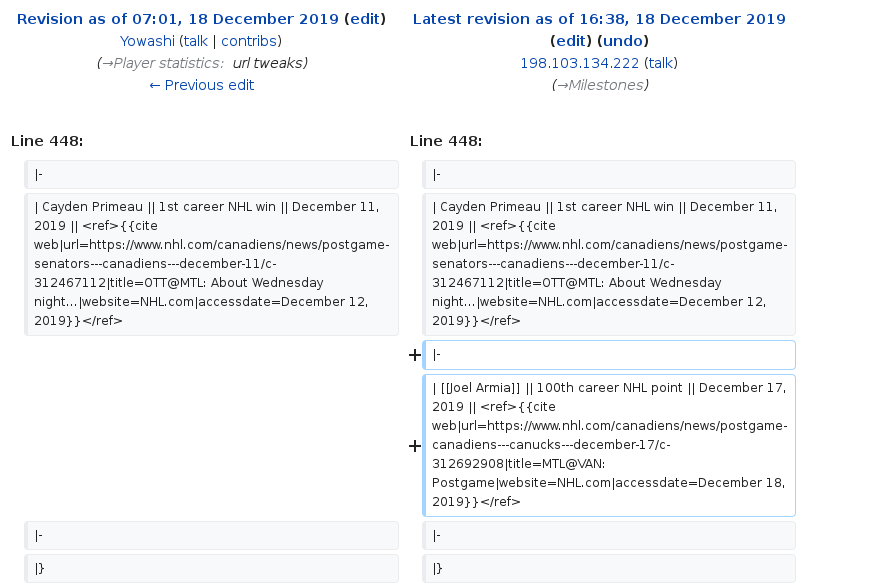 Revision as of 07:01, 18 December 2019 (edit)
Yowashi (talk | contribs)
(→Player statistics: url tweaks)
← Previous edit
Latest revision as of 16:38, 18 December 2019
(edit) (undo)
198.103.134.222 (talk)
(→Milestones)
Line 448:
Line 448:
|-
|-
| Cayden Primeau || 1st career NHL win || December 11,
2019 || <ref>{{cite
web|url=https://www.nhl.com/canadiens/news/postgame-
senators---canadiens---december-11/c-
312467112|title=OTT@MTL: About Wednesday
night...|website=NHL.com|accessdate=December 12,
2019}}</ref>
| Cayden Primeau || 1st career NHL win || December 11,
2019 || <ref>{{cite
web|url=https://www.nhl.com/canadiens/news/postgame-
senators---canadiens---december-11/c-
312467112|title=OTT@MTL: About Wednesday
night...|website=NHL.com|accessdate=December 12,
2019}}</ref>
+ |-
+ | [[Joel Armia]] || 100th career NHL point || December 17,
2019 || <ref>{{cite
web|url=https://www.nhl.com/canadiens/news/postgame-
canadiens---canucks---december-17/c-
312692908|title=MTL@VAN:
Postgame|website=NHL.com|accessdate=December 18,
2019}}</ref>
|-
|-
|}
|}